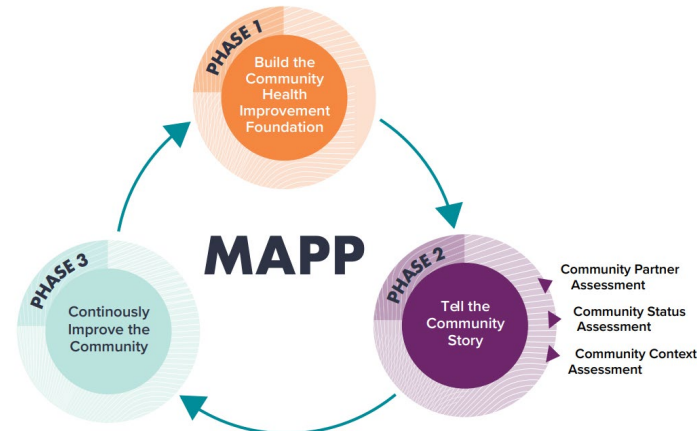 PHASE 1
Build the
Community
Health
Improvement
Foundation
MAPP
PHASE 2
Tell the
Community
Story
Community Partner
Assessment
Community Status
Assessment
Community Context
Assessment
PHASE 3
Continously
Improve the
Community